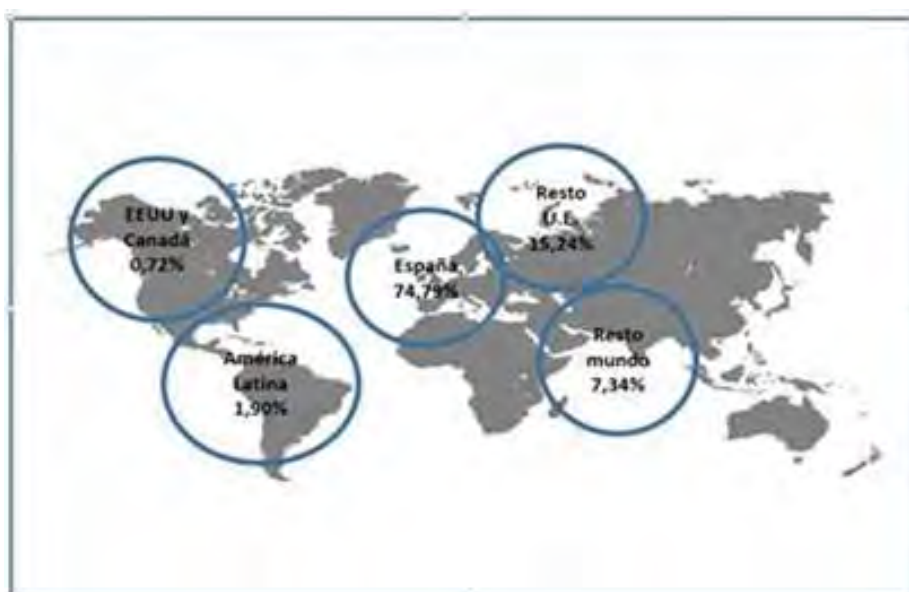 EEUU y
Canadá
0,72%
América
Latina
1,90%
España
74,79%
Resto
U.E.
15,24%
Resto
mundo
7,34%